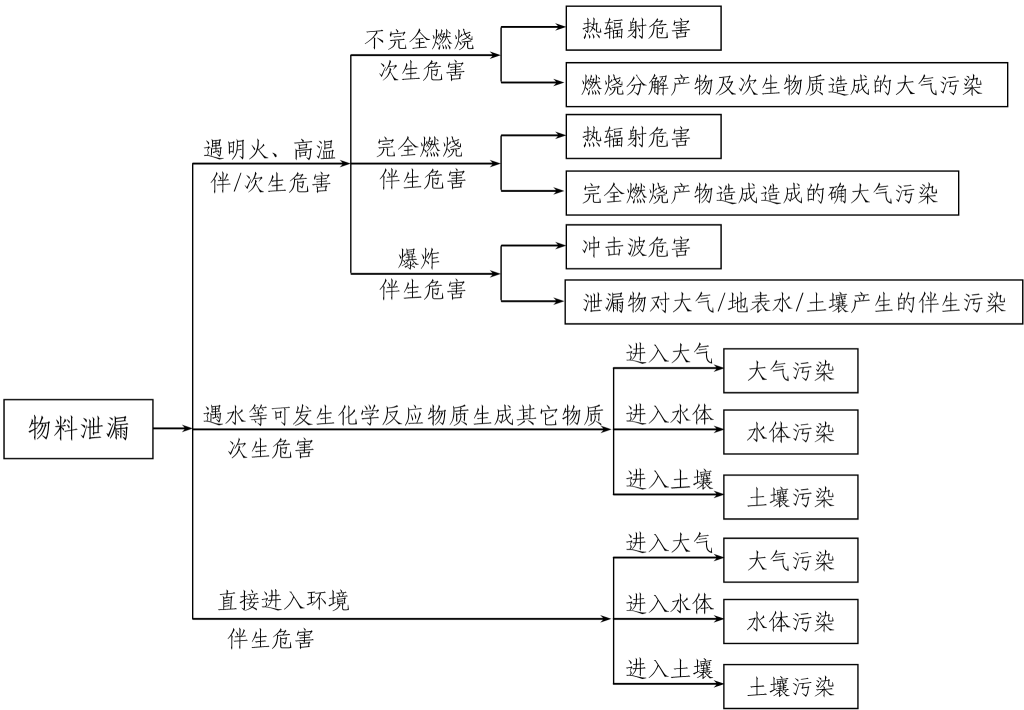 不完全燃烧
次生危害
热辐射危害
燃烧分解产物及次生物质造成的大气污染
遇明火、高温
伴/次生危害
完全燃烧
伴生危害
热辐射危害
完全燃烧产物造成造成的确大气污染
爆炸
伴生危害
冲击波危害
泄漏物对大气/地表水/土壤产生的伴生污染
物料泄漏
遇水等可发生化学反应物质生成其它物质
次生危害
进入大气
大气污染
进入水体
水体污染
进入土壤
土壤污染
直接进入环境
伴生危害
进入大气
大气污染
进入水体
水体污染
进入土壤
土壤污染